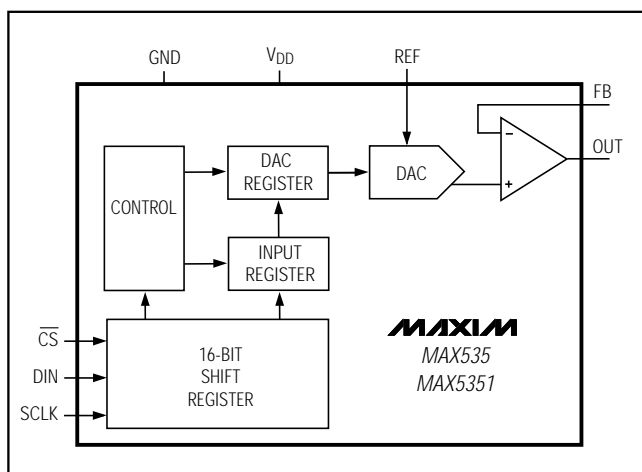 GND
VDD
REF
FB
OUT
DAC
REGISTER
DAC
-
+
CONTROL
INPUT
REGISTER
CS
DIN
SCLK
16-BIT
SHIFT
REGISTER
MAXIM
MAX535
MAX5351